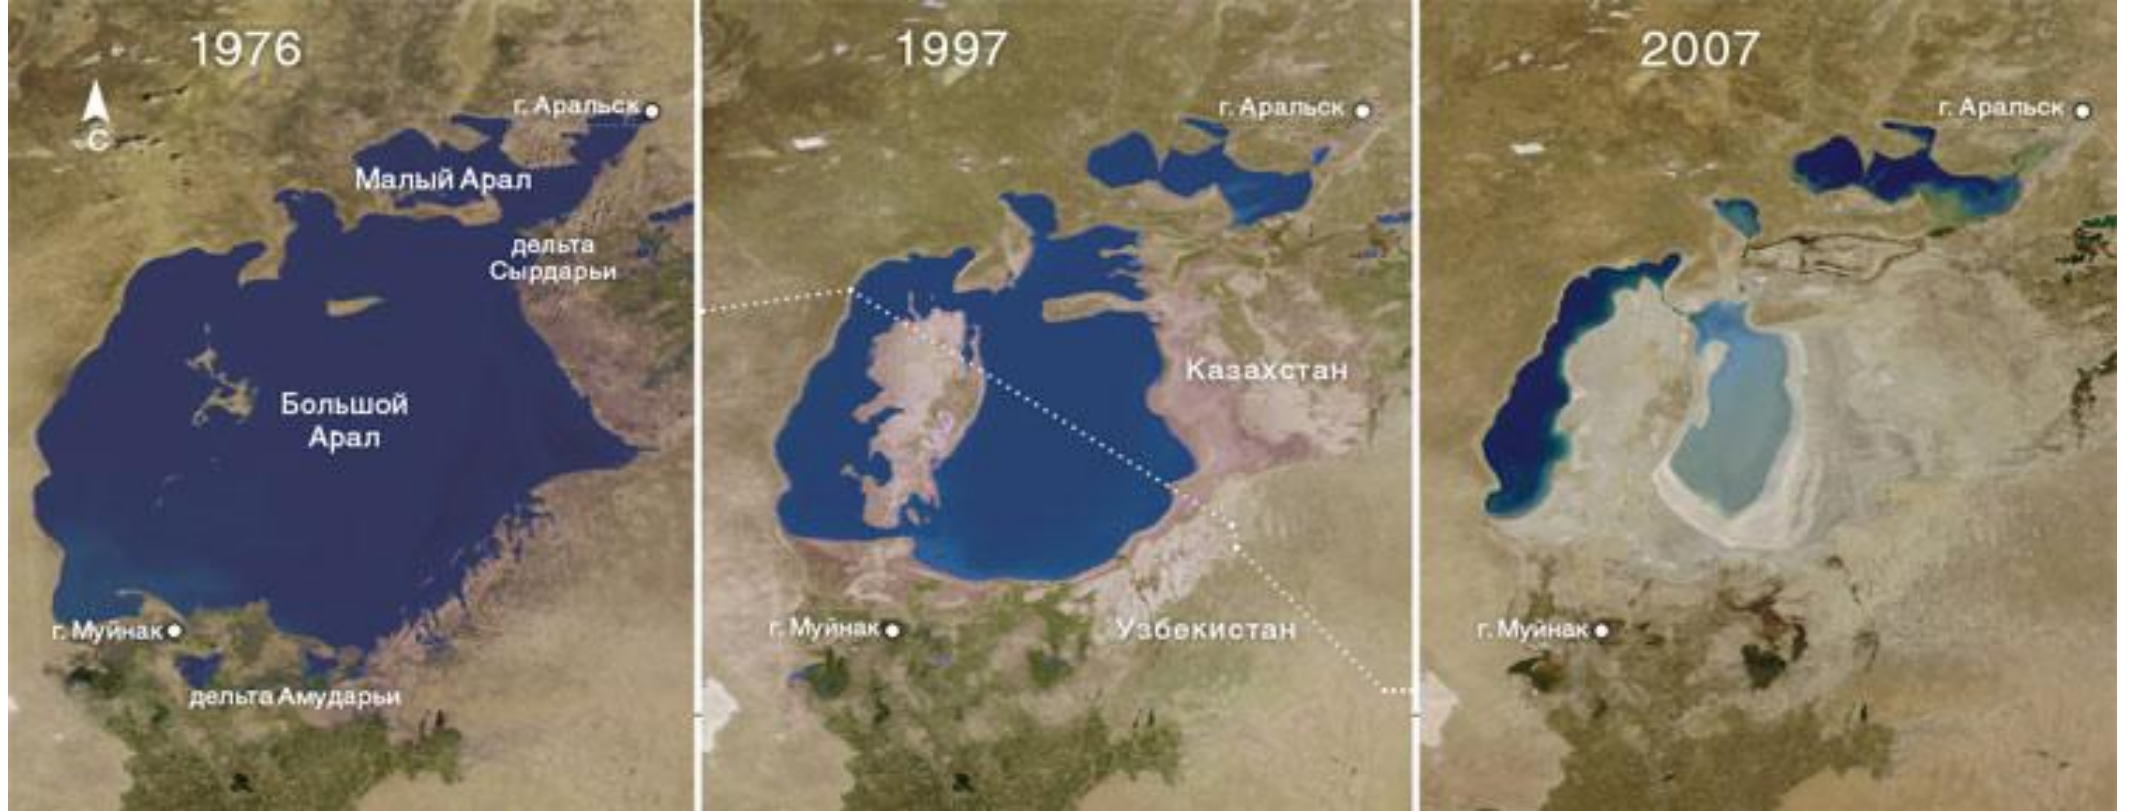 1976
г. Аральск
С
Малый Арал
дельта
Сырдарьи
Большой
Арал
г. Муйнак
дельта Амударьи
1997
г. Аральск
Казахстан
г. Муйнак
Узбекистан
2007
г. Аральск
г. Муйнак